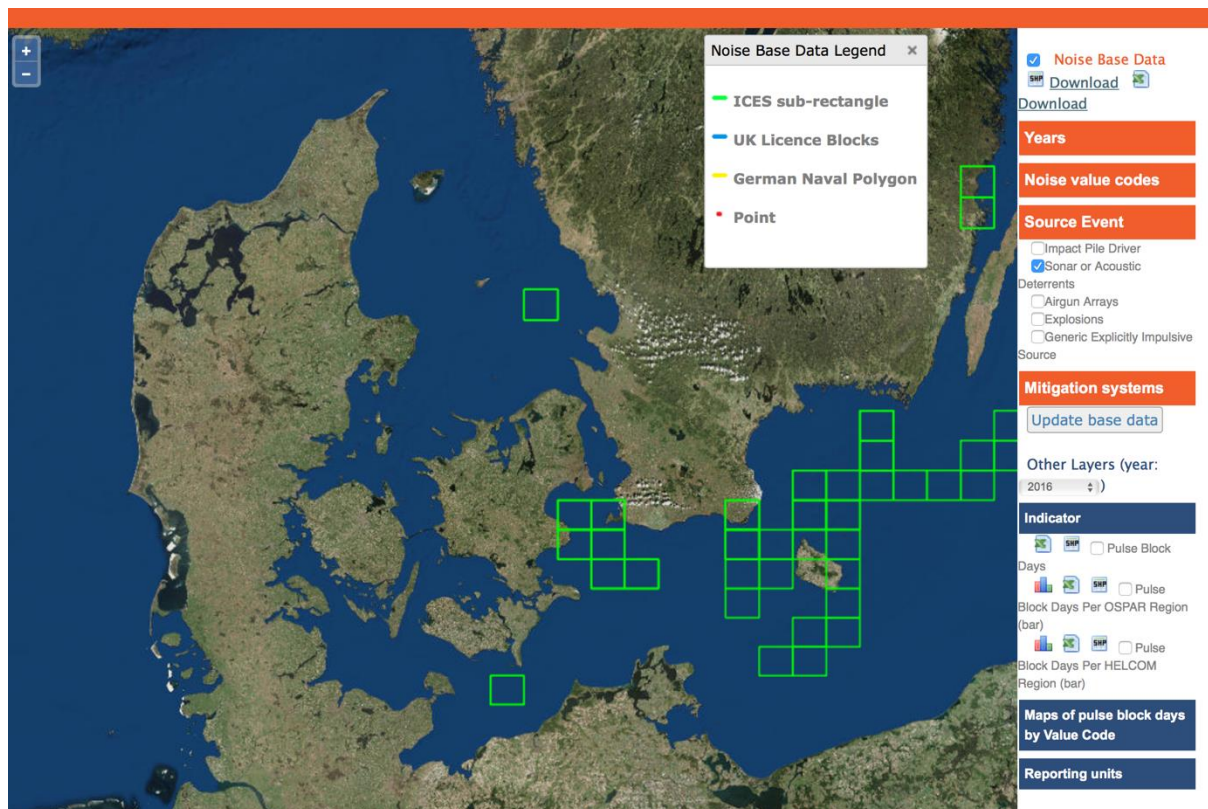 +
−
Noise Base Data Legend ×
ICES sub-rectangle
UK Licence Blocks
German Naval Polygon
Point
Noise Base Data
SHP Download
Download
Years
Noise value codes
Source Event
Impact Pile Driver
Sonar or Acoustic
Deterrents
Airgun Arrays
Explosions
Generic Explicitly Impulsive
Source
Mitigation systems
Update base data
Other Layers (year:
2016 )
Indicator
SHP Pulse Block
Days
SHP Pulse
Block Days Per OSPAR Region
(bar)
SHP Pulse
Block Days Per HELCOM
Region (bar)
Maps of pulse block days
by Value Code
Reporting units